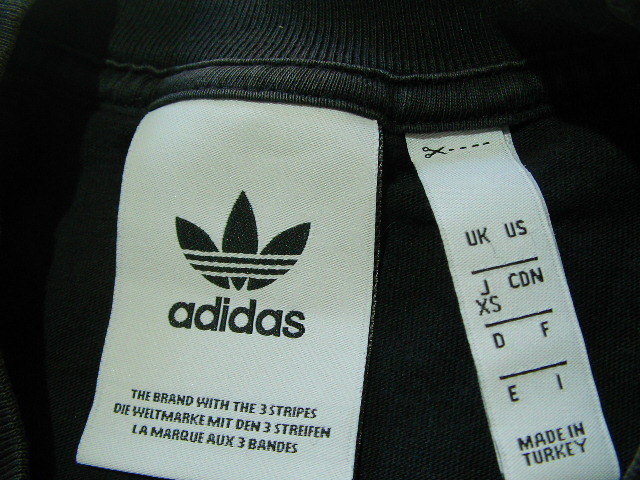 adidas
THE BRAND WITH THE 3 STRIPES
DIE WELTMARKE MIT DEN 3 STREIFEN
LA MARQUE AUX 3 BANDES
UK US
J CDN
XS
D F
E I
MADE IN
TURKEY